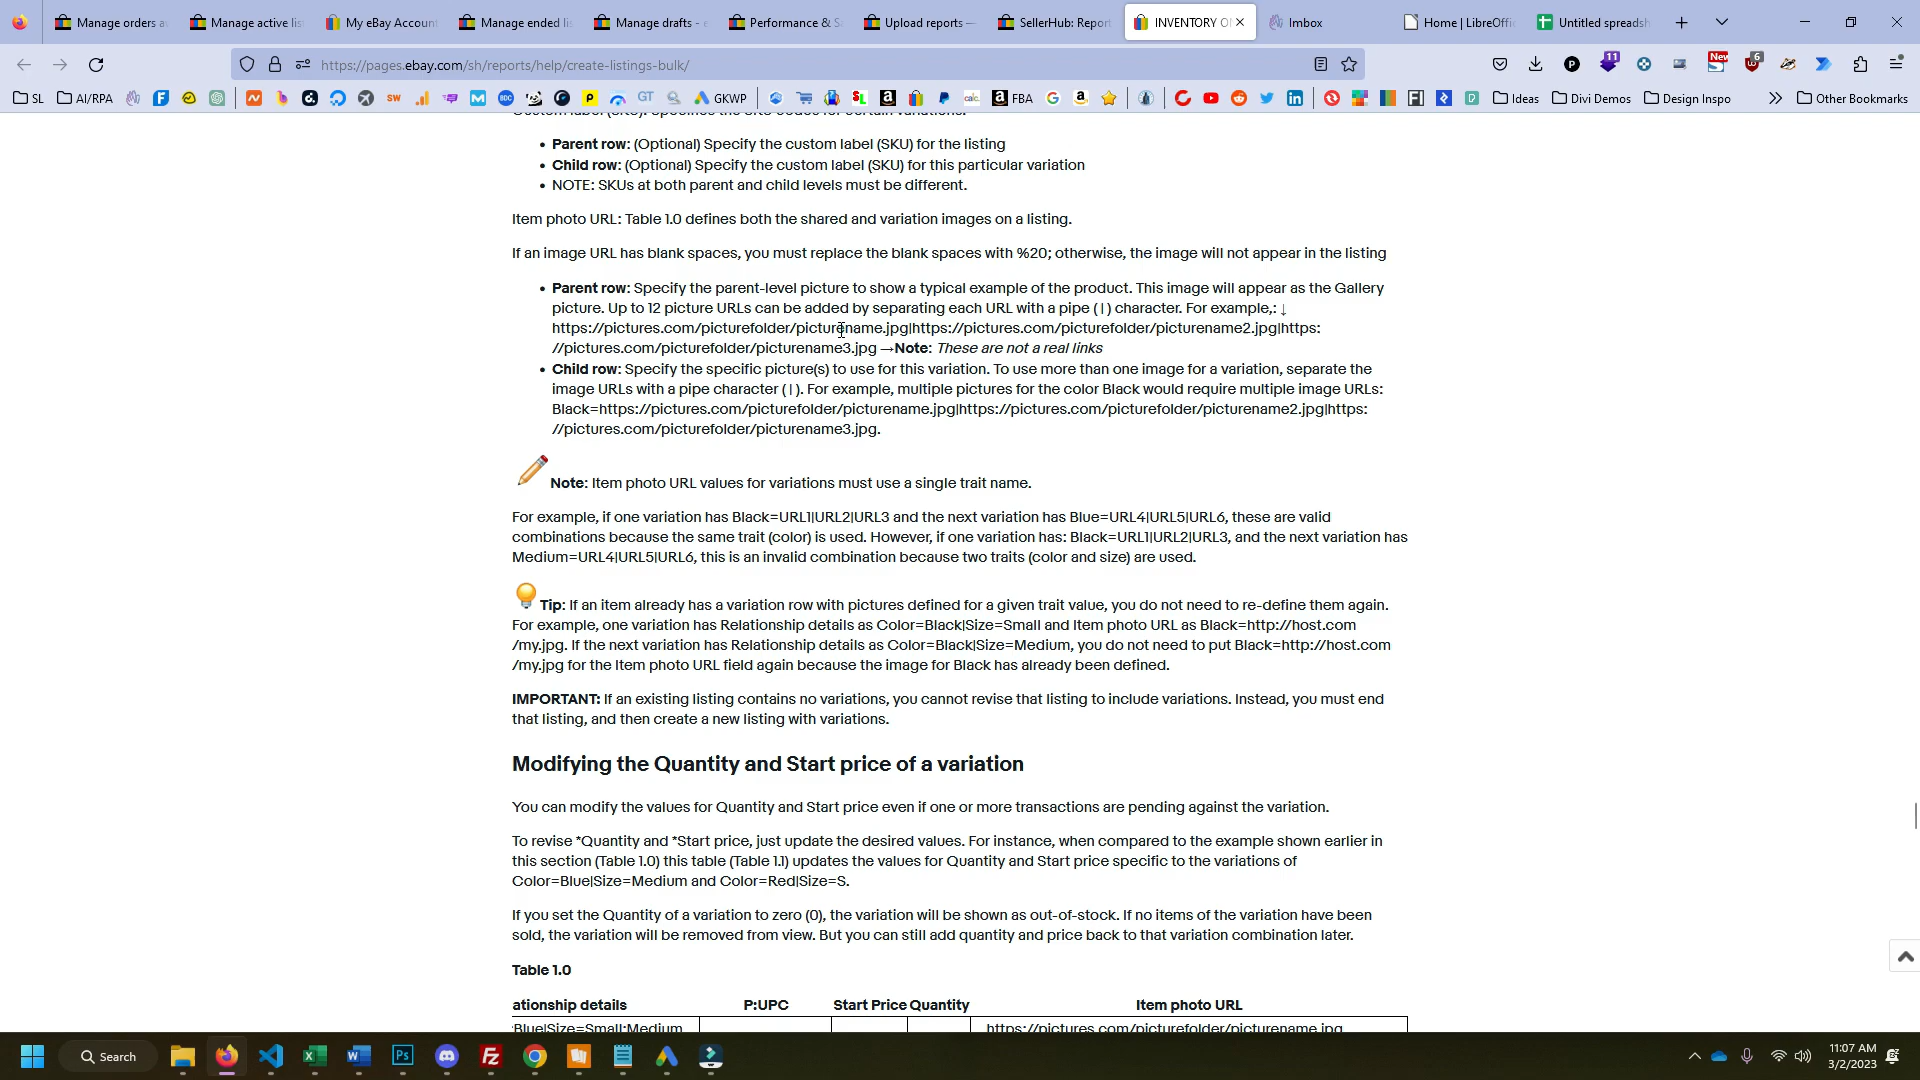 Manage orders a
Manage active lis
My eBay Account
Manage ended li
Manage drafts - e
Performance & S
Upload reports —
SellerHub: Report
INVENTORY O
Imbox
Home | LibreOffi
Untitled spreads
https://pages.ebay.com/sh/reports/help/create-listings-bulk/
11
New
6
SL
AI/RPA
GKWP
FBA
Ideas
Divi Demos
Design Inspo
Other Bookmarks
Custom label (SKU): Specifies the SKU codes for certain variations.
• Parent row: (Optional) Specify the custom label (SKU) for the listing
• Child row: (Optional) Specify the custom label (SKU) for this particular variation
• NOTE: SKUs at both parent and child levels must be different.
Item photo URL: Table 1.0 defines both the shared and variation images on a listing.
If an image URL has blank spaces, you must replace the blank spaces with %20; otherwise, the image will not appear in the listing
• Parent row: Specify the parent-level picture to show a typical example of the product. This image will appear as the Gallery
picture. Up to 12 picture URLs can be added by separating each URL with a pipe ( | ) character. For example,: ↓
https://pictures.com/picturefolder/picturename.jpg|https://pictures.com/picturefolder/picturename2.jpg|https:
//pictures.com/picturefolder/picturename3.jpg →Note: These are not a real links
• Child row: Specify the specific picture(s) to use for this variation. To use more than one image for a variation, separate the
image URLs with a pipe character ( | ). For example, multiple pictures for the color Black would require multiple image URLs:
Black=https://pictures.com/picturefolder/picturename.jpg|https://pictures.com/picturefolder/picturename2.jpg|https:
//pictures.com/picturefolder/picturename3.jpg.
Note: Item photo URL values for variations must use a single trait name.
For example, if one variation has Black=URL1|URL2|URL3 and the next variation has Blue=URL4|URL5|URL6, these are valid
combinations because the same trait (color) is used. However, if one variation has: Black=URL1|URL2|URL3, and the next variation has
Medium=URL4|URL5|URL6, this is an invalid combination because two traits (color and size) are used.
Tip: If an item already has a variation row with pictures defined for a given trait value, you do not need to re-define them again.
For example, one variation has Relationship details as Color=Black|Size=Small and Item photo URL as Black=http://host.com
/my.jpg. If the next variation has Relationship details as Color=Black|Size=Medium, you do not need to put Black=http://host.com
/my.jpg for the Item photo URL field again because the image for Black has already been defined.
IMPORTANT: If an existing listing contains no variations, you cannot revise that listing to include variations. Instead, you must end
that listing, and then create a new listing with variations.
Modifying the Quantity and Start price of a variation
You can modify the values for Quantity and Start price even if one or more transactions are pending against the variation.
To revise *Quantity and *Start price, just update the desired values. For instance, when compared to the example shown earlier in
this section (Table 1.0) this table (Table 1.1) updates the values for Quantity and Start price specific to the variations of
Color=Blue|Size=Medium and Color=Red|Size=S.
If you set the Quantity of a variation to zero (0), the variation will be shown as out-of-stock. If no items of the variation have been
sold, the variation will be removed from view. But you can still add quantity and price back to that variation combination later.
Table 1.0
ationship details P:UPC Start Price Quantity Item photo URL
Blue|Size=Small;Medium https://pictures.com/picturefolder/picturename.jpg
Search
11:07 AM
3/2/2023